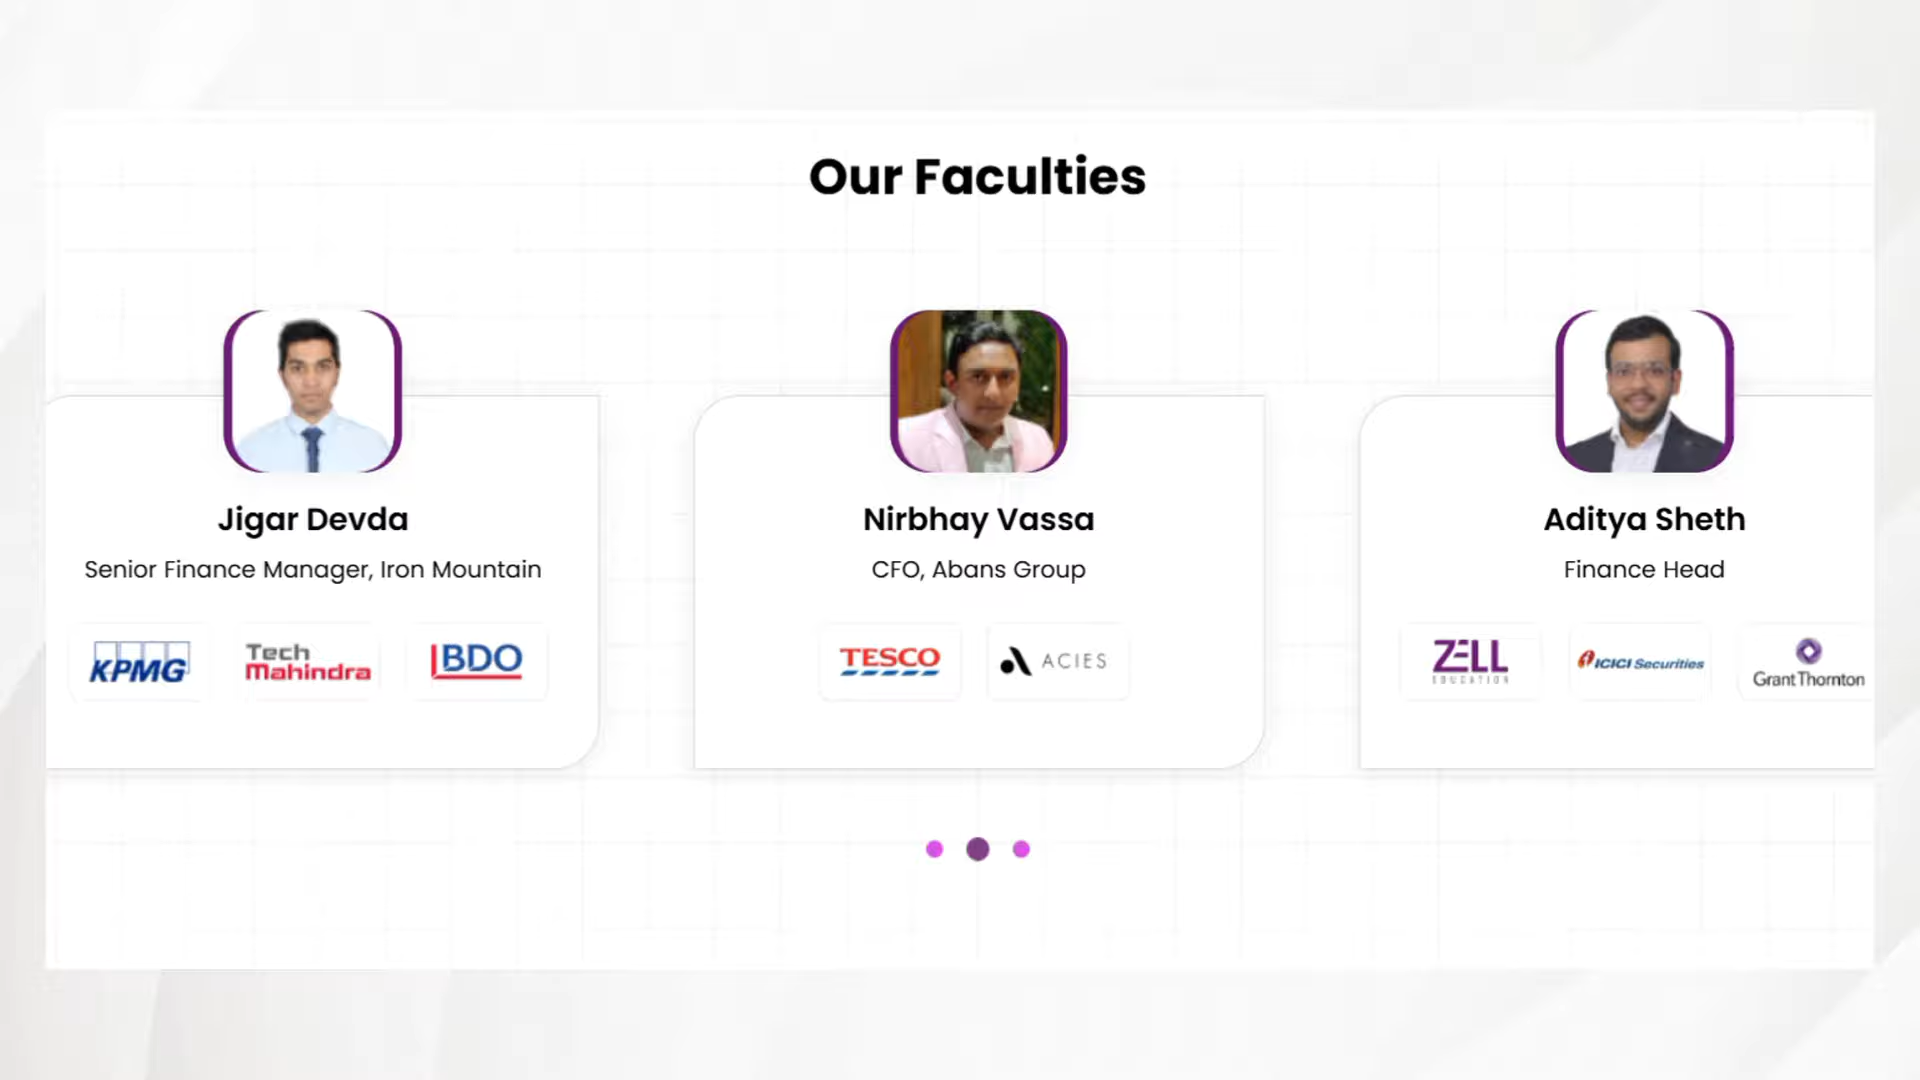 Our Faculties
Jigar Devda
Senior Finance Manager, Iron Mountain
KPMG
Tech
Mahindra
BDO
Nirbhay Vassa
CFO, Abans Group
TESCO
ACIES
Aditya Sheth
Finance Head
ZELL
EDUCATION
ICICI Securities
Grant Thornton